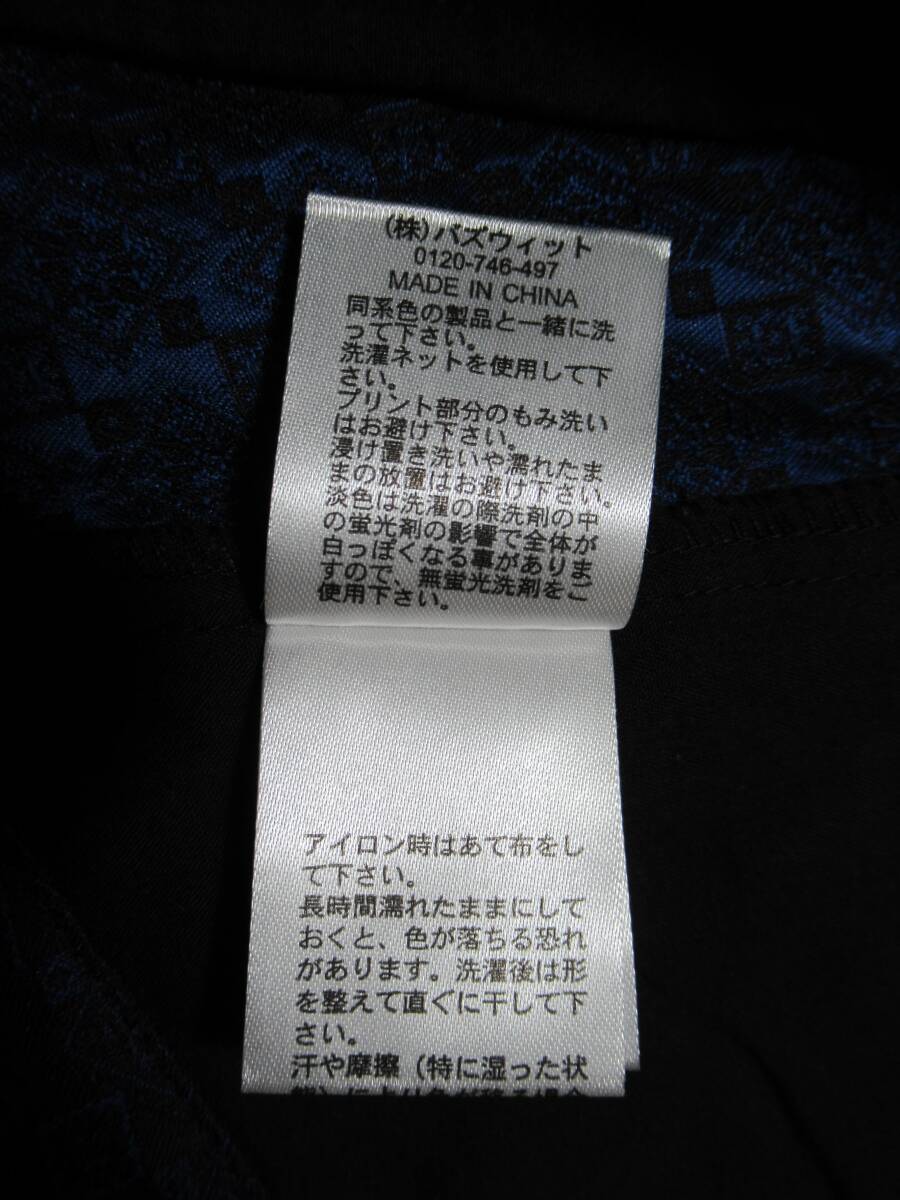 (株)バズウィット
0120-746-497
MADE IN CHINA
同系色の製品と一緒に洗
って下さい。
洗濯ネットを使用して下
さい。
プリント部分のもみ洗い
はお避け下さい。
浸け置き洗いや濡れたま
まの放置はお避け下さい。
淡色は洗濯の際洗剤の中
の蛍光剤の影響で全体が
白っぽくなる事がありま
すので、無蛍光洗剤をご
使用下さい。
アイロン時はあて布をし
て下さい。
長時間濡れたままにして
おくと、色が落ちる恐れ
があります。洗濯後は形
を整えて直ぐに干して下
さい。
汗や摩擦（特に湿った状
態）により色が移る場合